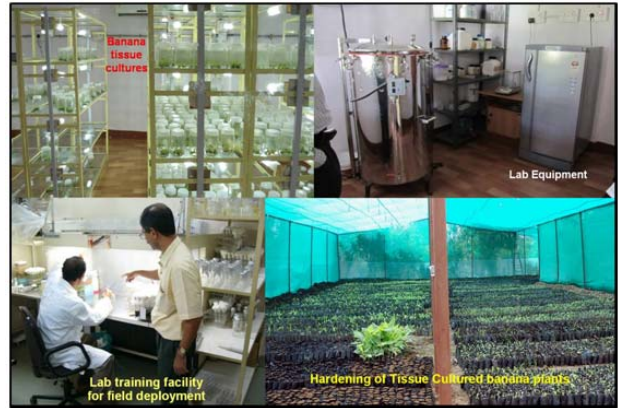 Banana
tissue
cultures
Lab Equipment
Lab training facility
for field deployment
Hardening of Tissue Cultured banana plants